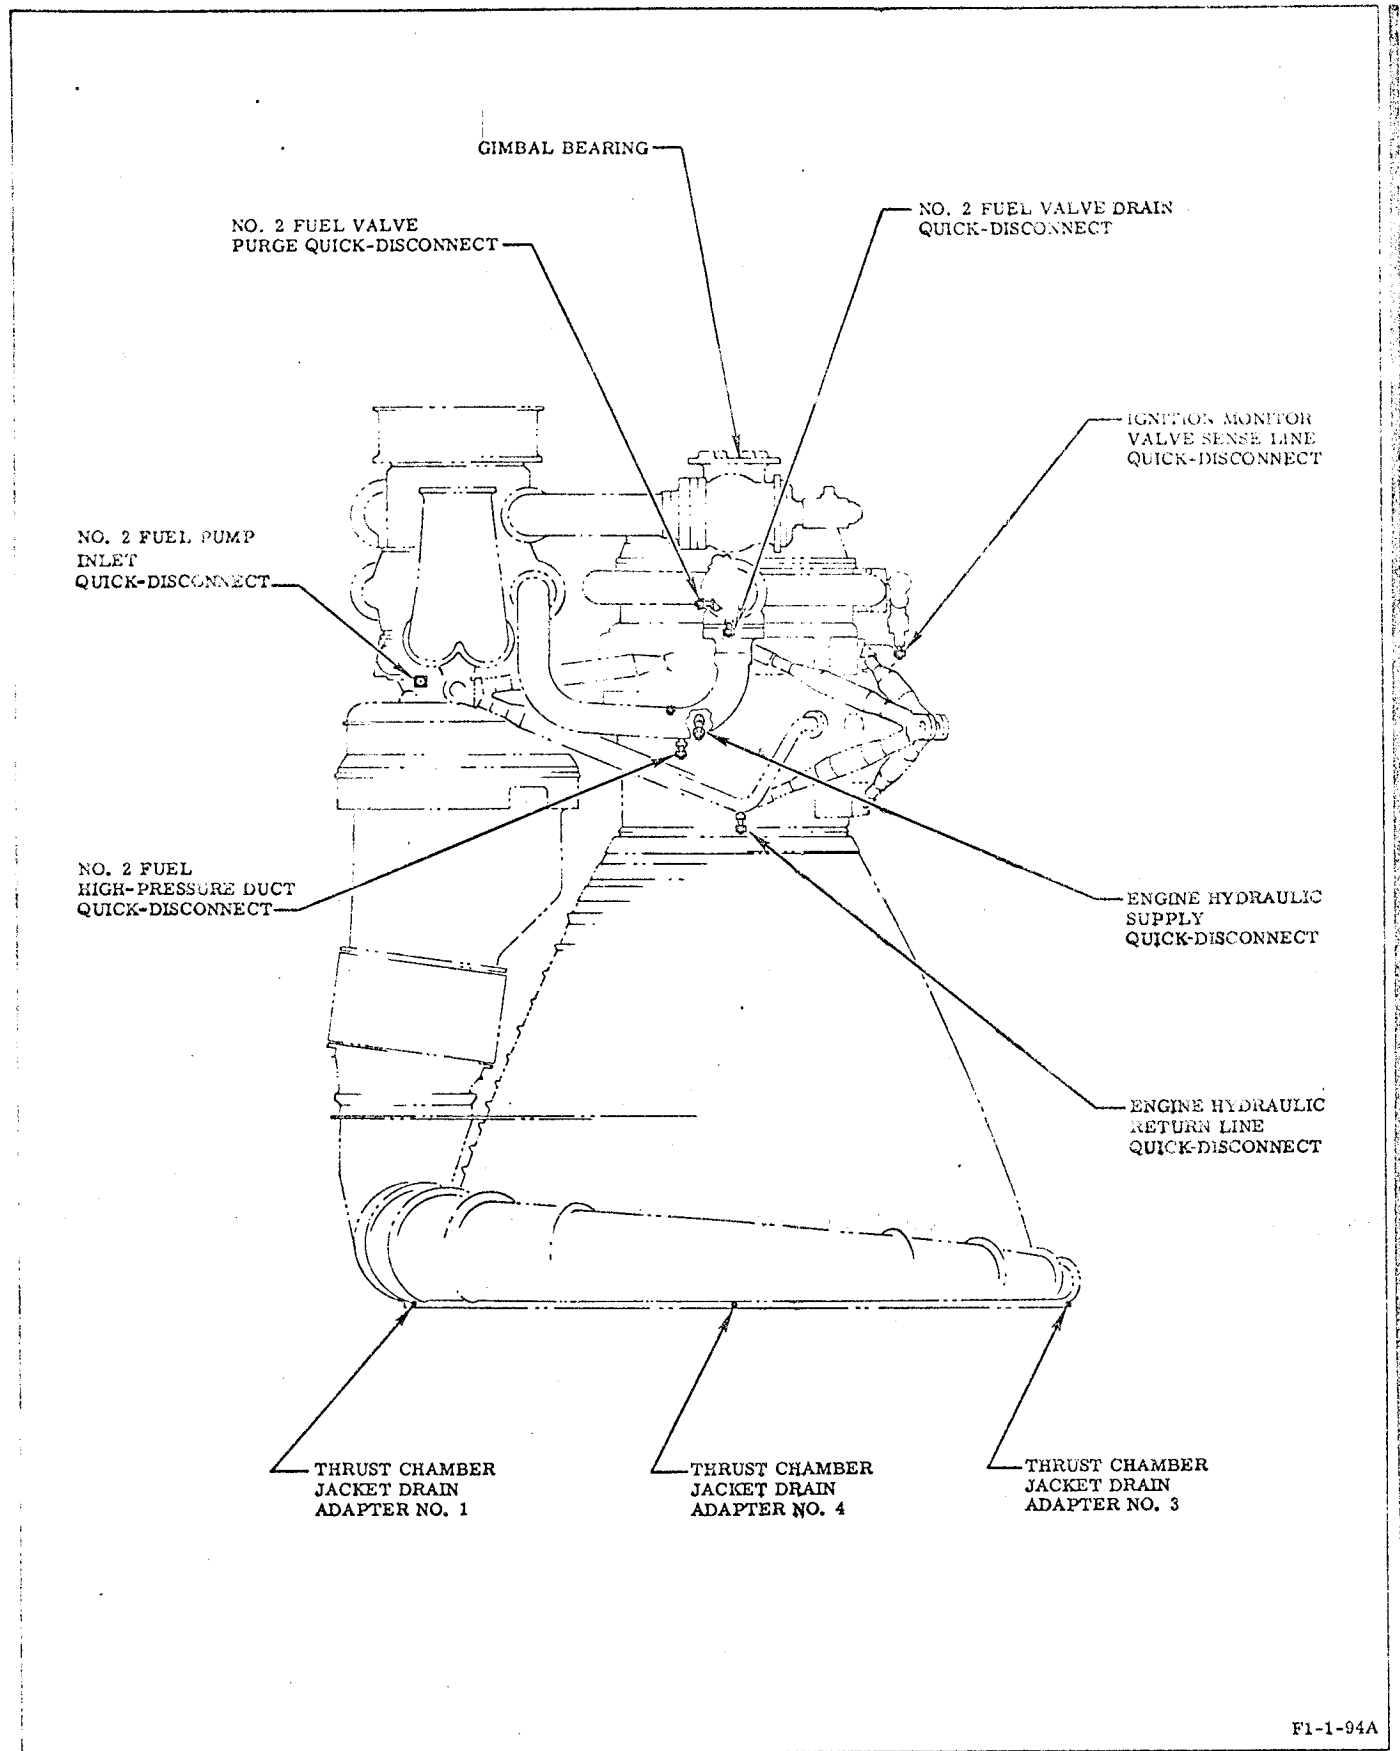 GIMBAL BEARING
NO. 2 FUEL VALVE
PURGE QUICK-DISCONNECT
NO. 2 FUEL VALVE DRAIN
QUICK-DISCONNECT
IGNITION MONITOR
VALVE SENSE LINE
QUICK-DISCONNECT
NO. 2 FUEL PUMP
INLET
QUICK-DISCONNECT
NO. 2 FUEL
HIGH-PRESSURE DUCT
QUICK-DISCONNECT
ENGINE HYDRAULIC
SUPPLY
QUICK-DISCONNECT
ENGINE HYDRAULIC
RETURN LINE
QUICK-DISCONNECT
THRUST CHAMBER
JACKET DRAIN
ADAPTER NO. 1
THRUST CHAMBER
JACKET DRAIN
ADAPTER NO. 4
THRUST CHAMBER
JACKET DRAIN
ADAPTER NO. 3
F1-1-94A